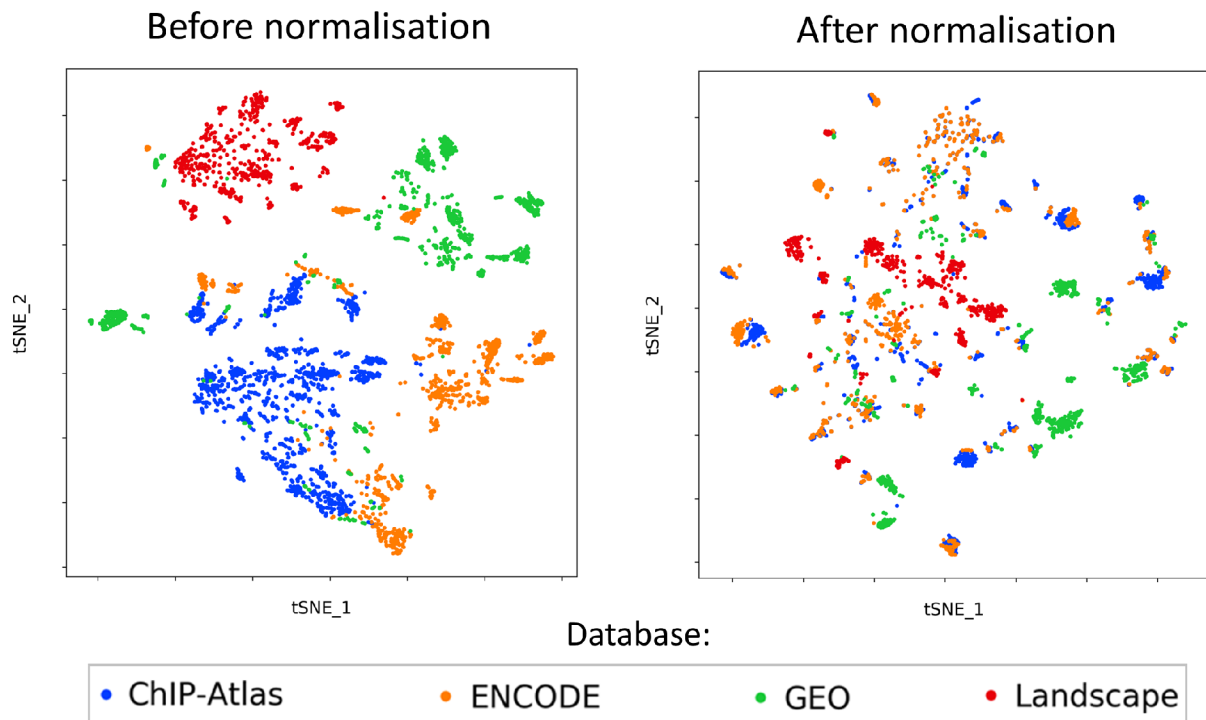 Before normalisation
After normalisation
tSNE_2
tSNE_2
tSNE_1
tSNE_1
Database:
ChIP-Atlas ENCODE GEO Landscape